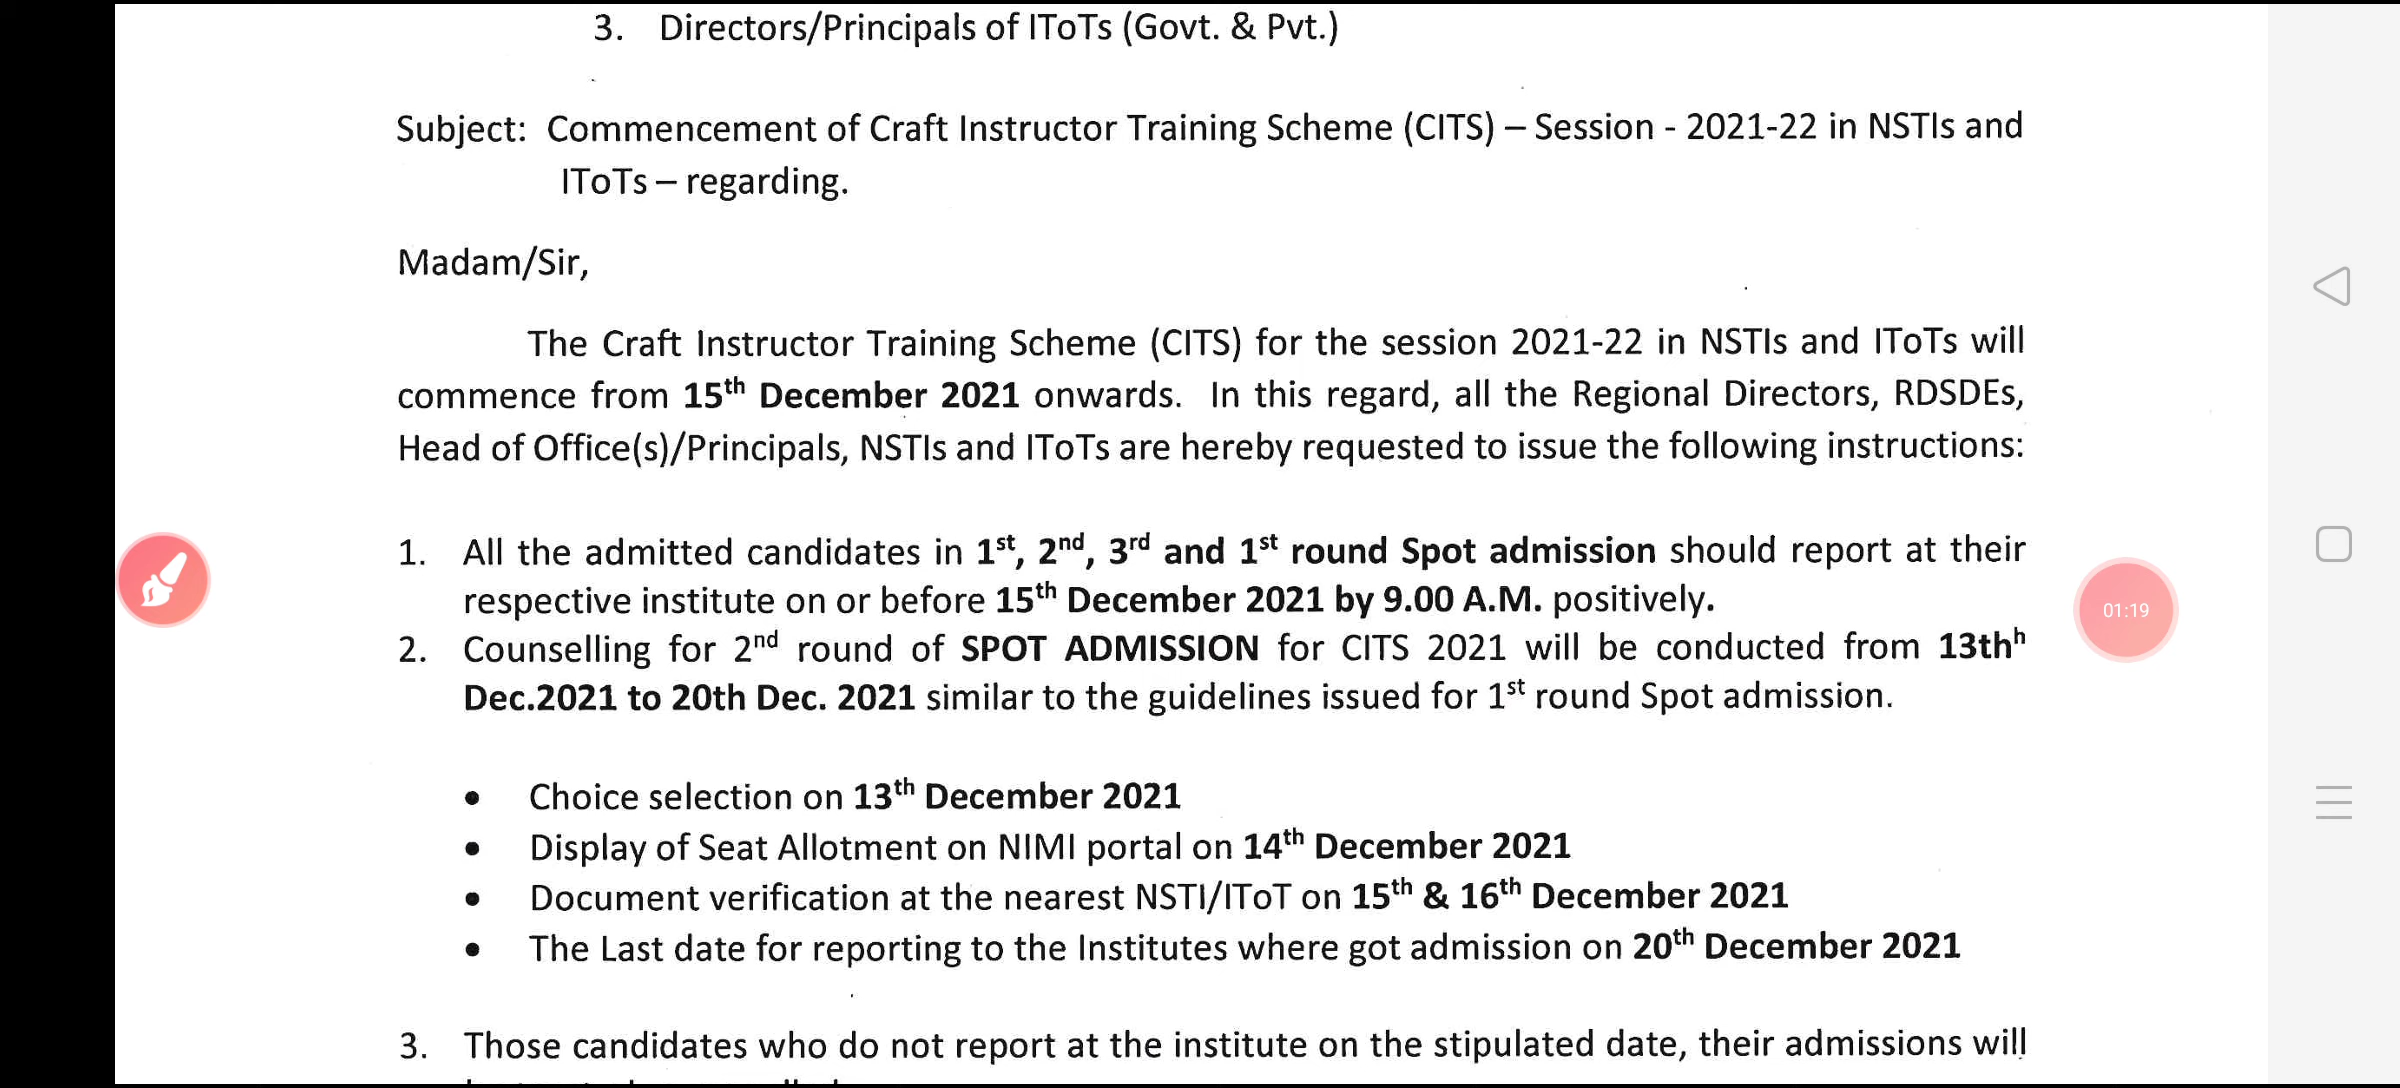 3. Directors/Principals of IToTs (Govt. & Pvt.)
Subject: Commencement of Craft Instructor Training Scheme (CITS) – Session - 2021-22 in NSTIs and
IToTs – regarding.
Madam/Sir,
The Craft Instructor Training Scheme (CITS) for the session 2021-22 in NSTIs and IToTs will
commence from 15th December 2021 onwards. In this regard, all the Regional Directors, RDSDEs,
Head of Office(s)/Principals, NSTIs and IToTs are hereby requested to issue the following instructions:
1. All the admitted candidates in 1st, 2nd, 3rd and 1st round Spot admission should report at their
respective institute on or before 15th December 2021 by 9.00 A.M. positively.
2. Counselling for 2nd round of SPOT ADMISSION for CITS 2021 will be conducted from 13thh
Dec.2021 to 20th Dec. 2021 similar to the guidelines issued for 1st round Spot admission.
• Choice selection on 13th December 2021
• Display of Seat Allotment on NIMI portal on 14th December 2021
• Document verification at the nearest NSTI/IToT on 15th & 16th December 2021
• The Last date for reporting to the Institutes where got admission on 20th December 2021
3. Those candidates who do not report at the institute on the stipulated date, their admissions will
01:19